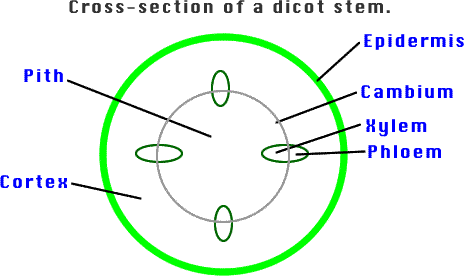 Cross-section of a dicot stem.
Epidermis
Pith
Cambium
Xylem
Phloem
Cortex